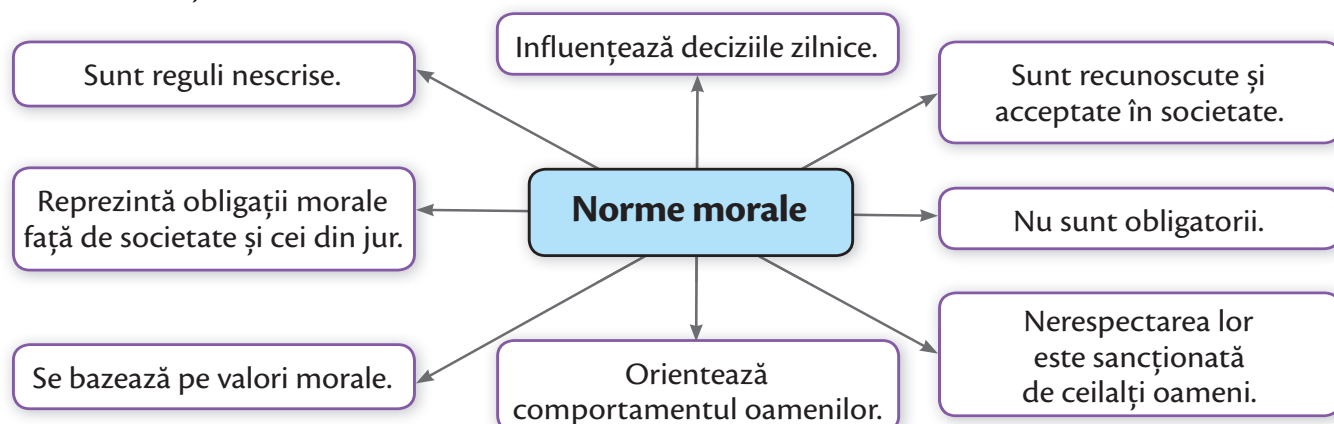 Influențează deciziile zilnice.
Sunt reguli nescrise.
Sunt recunoscute și
acceptate în societate.
Reprezintă obligații morale
față de societate și cei din jur.
Norme morale
Nu sunt obligatorii.
Se bazează pe valori morale.
Orientează
comportamentul oamenilor.
Nerespectarea lor
este sancționată
de ceilalți oameni.